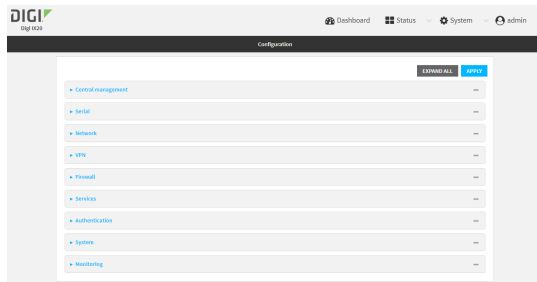 DIGI
Digi IX20
Dashboard Status System admin
Configuration
EXPAND ALL APPLY
Central management
Serial
Network
VPN
Firewall
Services
Authentication
System
Monitoring